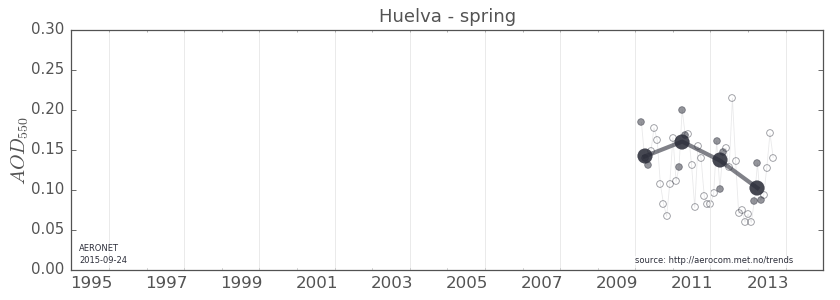 Huelva - spring
0.30
0.25
0.20
0.15
0.10
0.05
0.00
AOD550
AERONET
2015-09-24
source: http://aerocom.met.no/trends
1995 1997 1999 2001 2003 2005 2007 2009 2011 2013